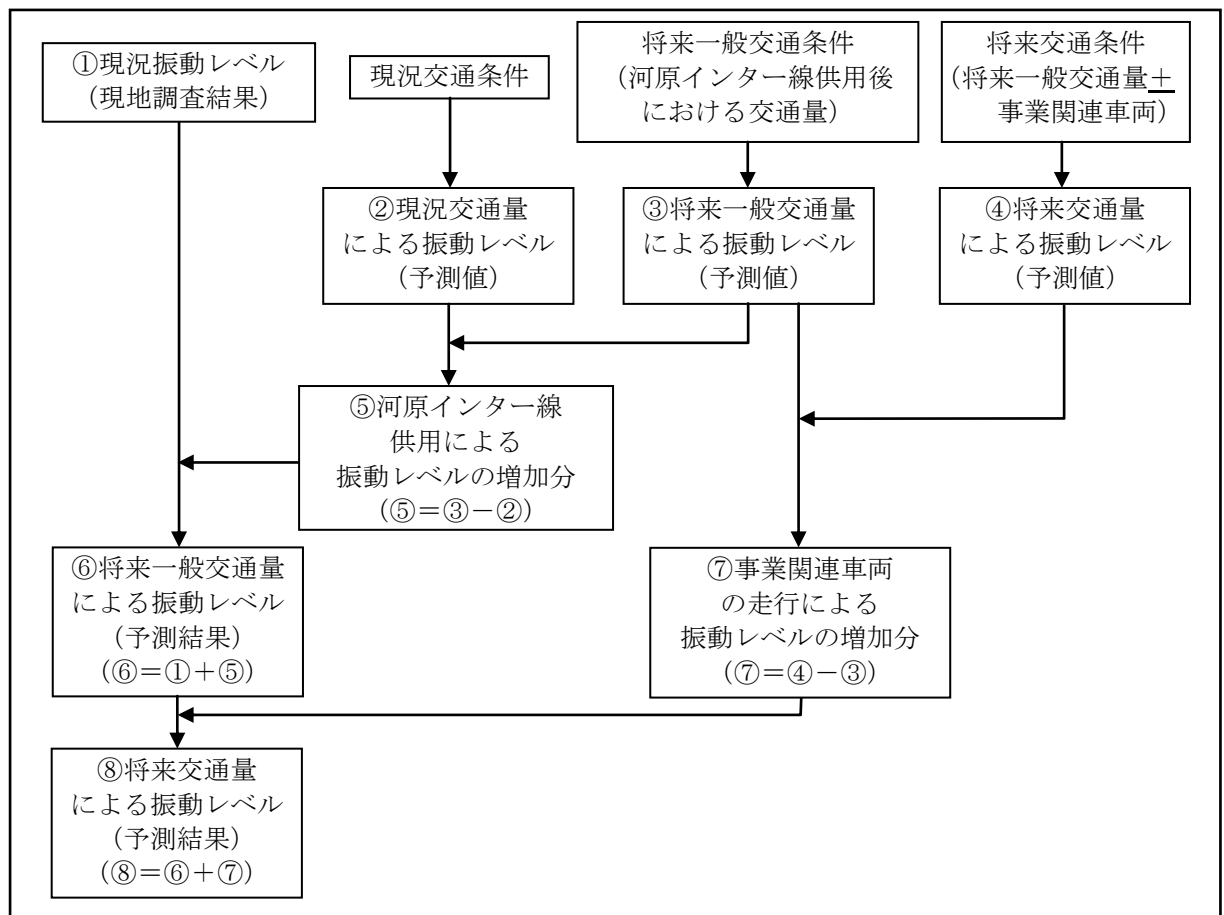 ①現況振動レベル
(現地調査結果)
現況交通条件
将来一般交通条件
(河原インター線供用後
における交通量)
将来交通条件
(将来一般交通量＋
事業関連車両)
②現況交通量
による振動レベル
(予測値)
③将来一般交通量
による振動レベル
(予測値)
④将来交通量
による振動レベル
(予測値)
⑤河原インター線
供用による
振動レベルの増加分
(⑤＝③－②)
⑥将来一般交通量
による振動レベル
(予測結果)
(⑥＝①＋⑤)
⑦事業関連車両
の走行による
振動レベルの増加分
(⑦＝④－③)
⑧将来交通量
による振動レベル
(予測結果)
(⑧＝⑥＋⑦)